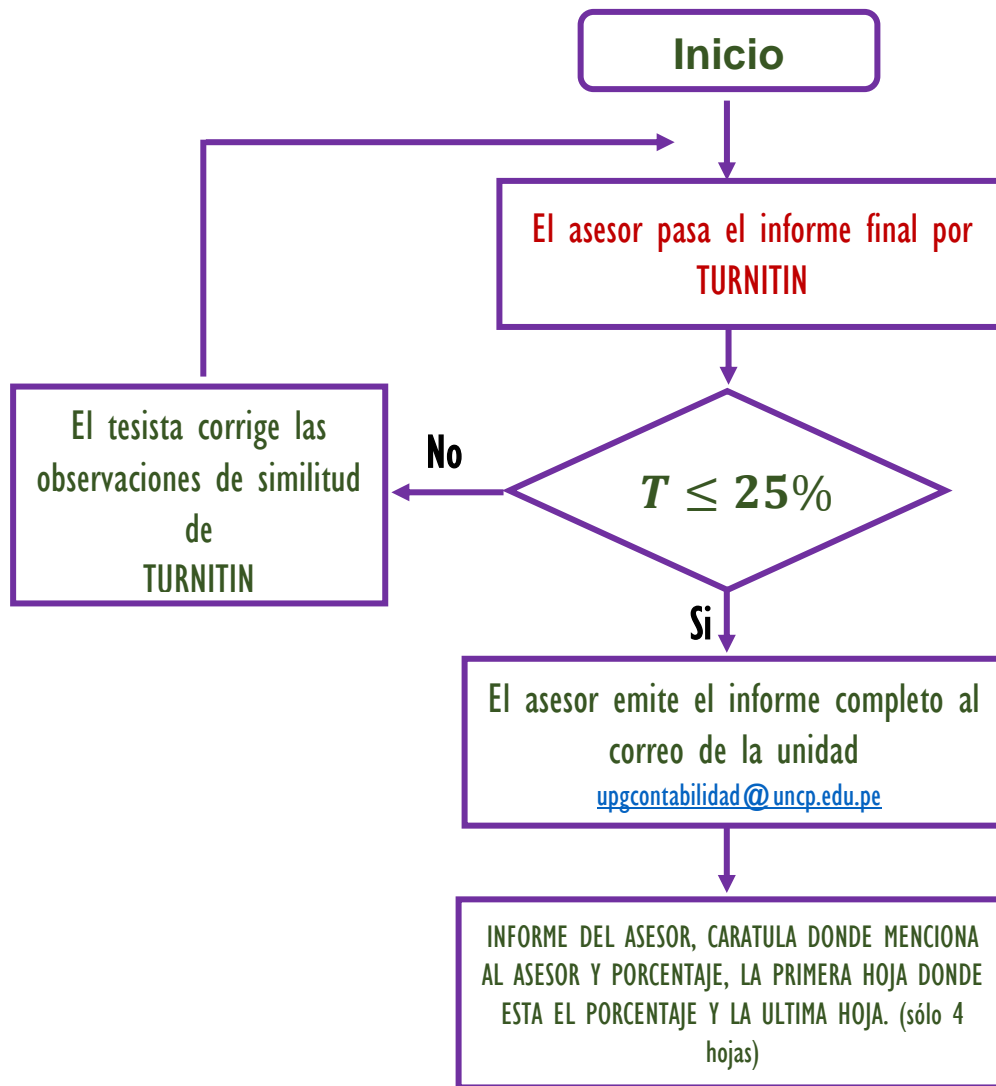 Inicio
El asesor pasa el informe final por
TURNITIN
El tesista corrige las
observaciones de similitud
de
TURNITIN
No
T ≤ 25%
Si
El asesor emite el informe completo al
correo de la unidad
upgcontabilidad@uncp.edu.pe
INFORME DEL ASESOR, CARATULA DONDE MENCIONA
AL ASESOR Y PORCENTAJE, LA PRIMERA HOJA DONDE
ESTA EL PORCENTAJE Y LA ULTIMA HOJA. (sólo 4
hojas)